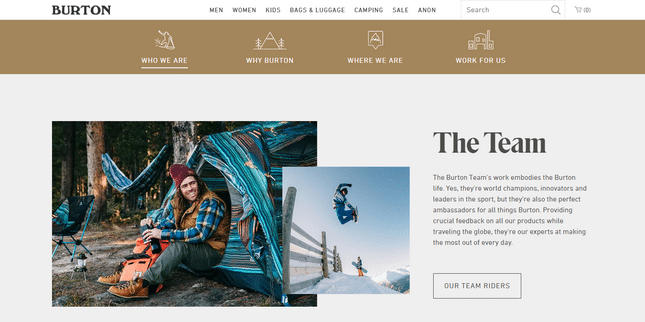 BURTON
MEN WOMEN KIDS BAGS & LUGGAGE CAMPING SALE ANON
Search
(0)
WHO WE ARE
WHY BURTON
WHERE WE ARE
WORK FOR US
The Team
The Burton Team's work embodies the Burton
life. Yes, they're world champions, innovators and
leaders in the sport, but they're also the perfect
ambassadors for all things Burton. Providing
crucial feedback on all our products while
traveling the globe, they're our experts at making
the most out of every day.
OUR TEAM RIDERS